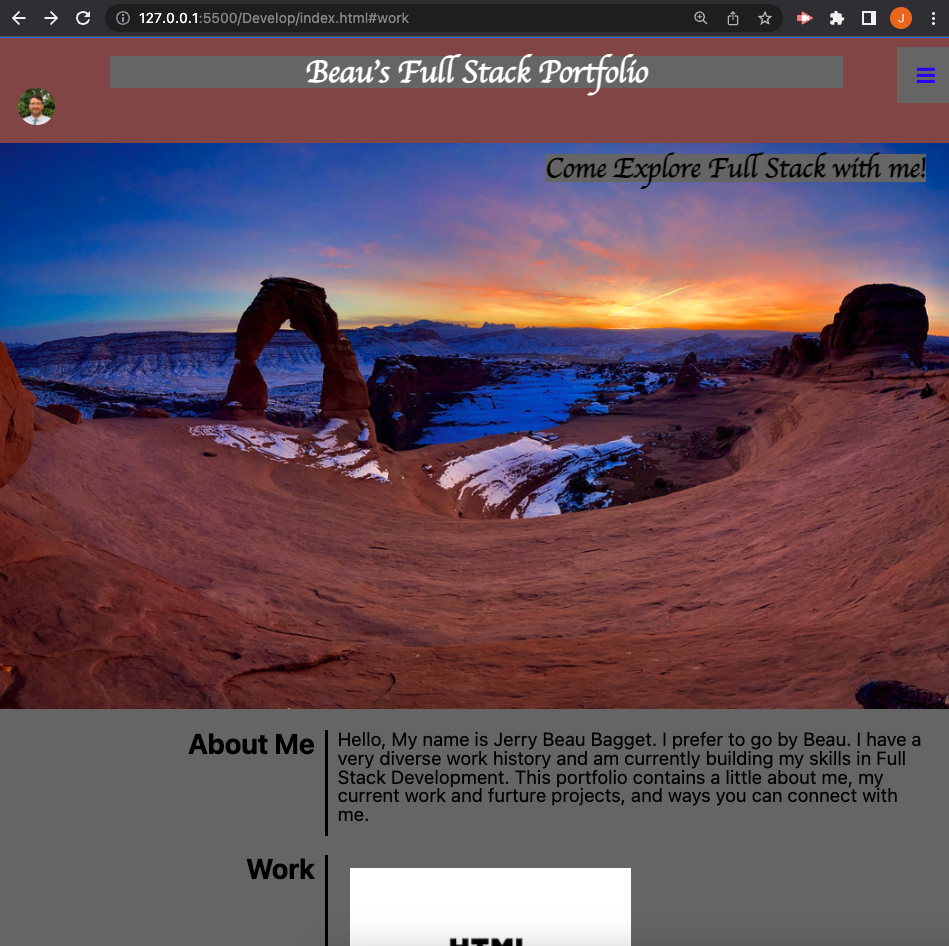 127.0.0.1:5500/Develop/index.html#work
J
Beau's Full Stack Portfolio
Come Explore Full Stack with me!
About Me
Hello, My name is Jerry Beau Bagget. I prefer to go by Beau. I have a
very diverse work history and am currently building my skills in Full
Stack Development. This portfolio contains a little about me, my
current work and furture projects, and ways you can connect with
me.
Work
HTML